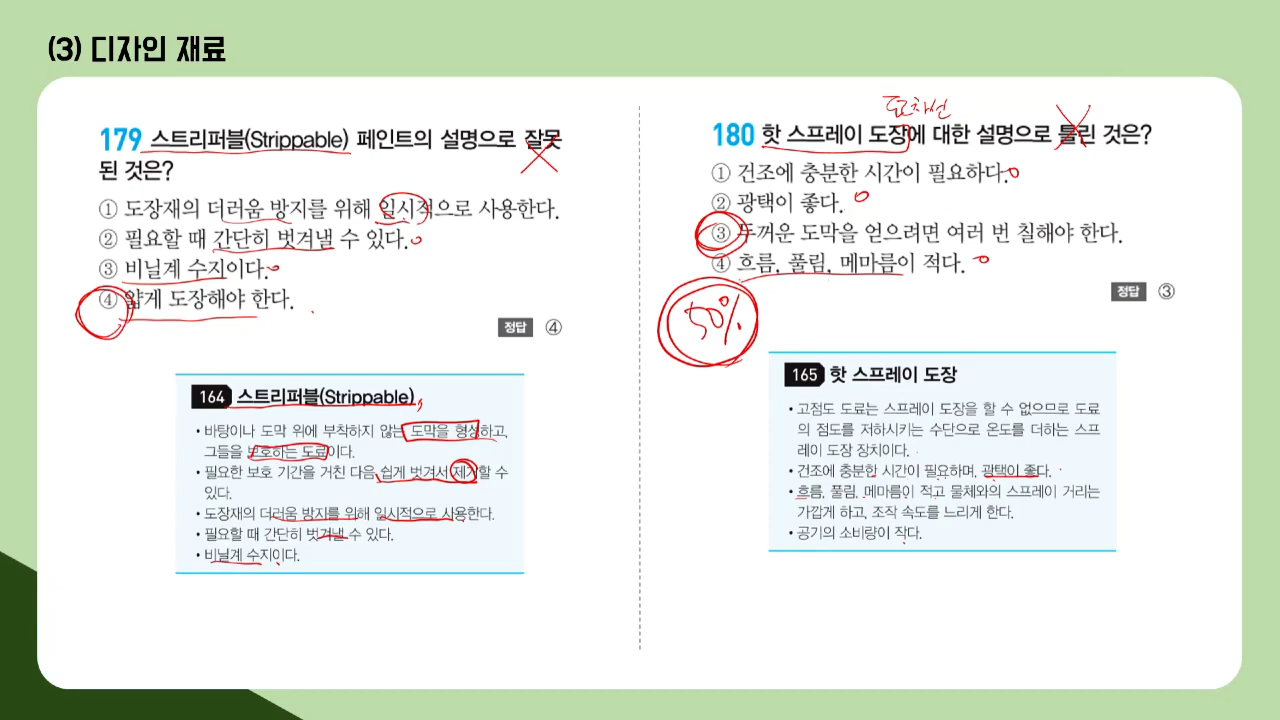 (3) 디자인 재료
179 스트리퍼블(Strippable) 페인트의 설명으로 잘못
된 것은?
① 도장재의 더러움 방지를 위해 일시적으로 사용한다.
② 필요할 때 간단히 벗겨낼 수 있다.
③ 비닐계 수지이다.
④ 얇게 도장해야 한다.
정답 ④
164 스트리퍼블(Strippable)
• 바탕이나 도막 위에 부착하지 않는 도막을 형성하고,
그들을 보호하는 도료이다.
• 필요한 보호 기간을 거친 다음 쉽게 벗겨서 제거할 수
있다.
• 도장재의 더러움 방지를 위해 일시적으로 사용한다.
• 필요할 때 간단히 벗겨낼 수 있다.
• 비닐계 수지이다.
180 핫 스프레이 도장에 대한 설명으로 틀린 것은?
① 건조에 충분한 시간이 필요하다.
② 광택이 좋다.
③ 두꺼운 도막을 얻으려면 여러 번 칠해야 한다.
④ 흐름, 풀림, 메마름이 적다.
50%
정답 ③
165 핫 스프레이 도장
• 고점도 도료는 스프레이 도장을 할 수 없으므로 도료
의 점도를 저하시키는 수단으로 온도를 더하는 스프
레이 도장 장치이다.
• 건조에 충분한 시간이 필요하며, 광택이 좋다.
• 흐름, 풀림, 메마름이 적고 물체와의 스프레이 거리는
가깝게 하고, 조작 속도를 느리게 한다.
• 공기의 소비량이 작다.